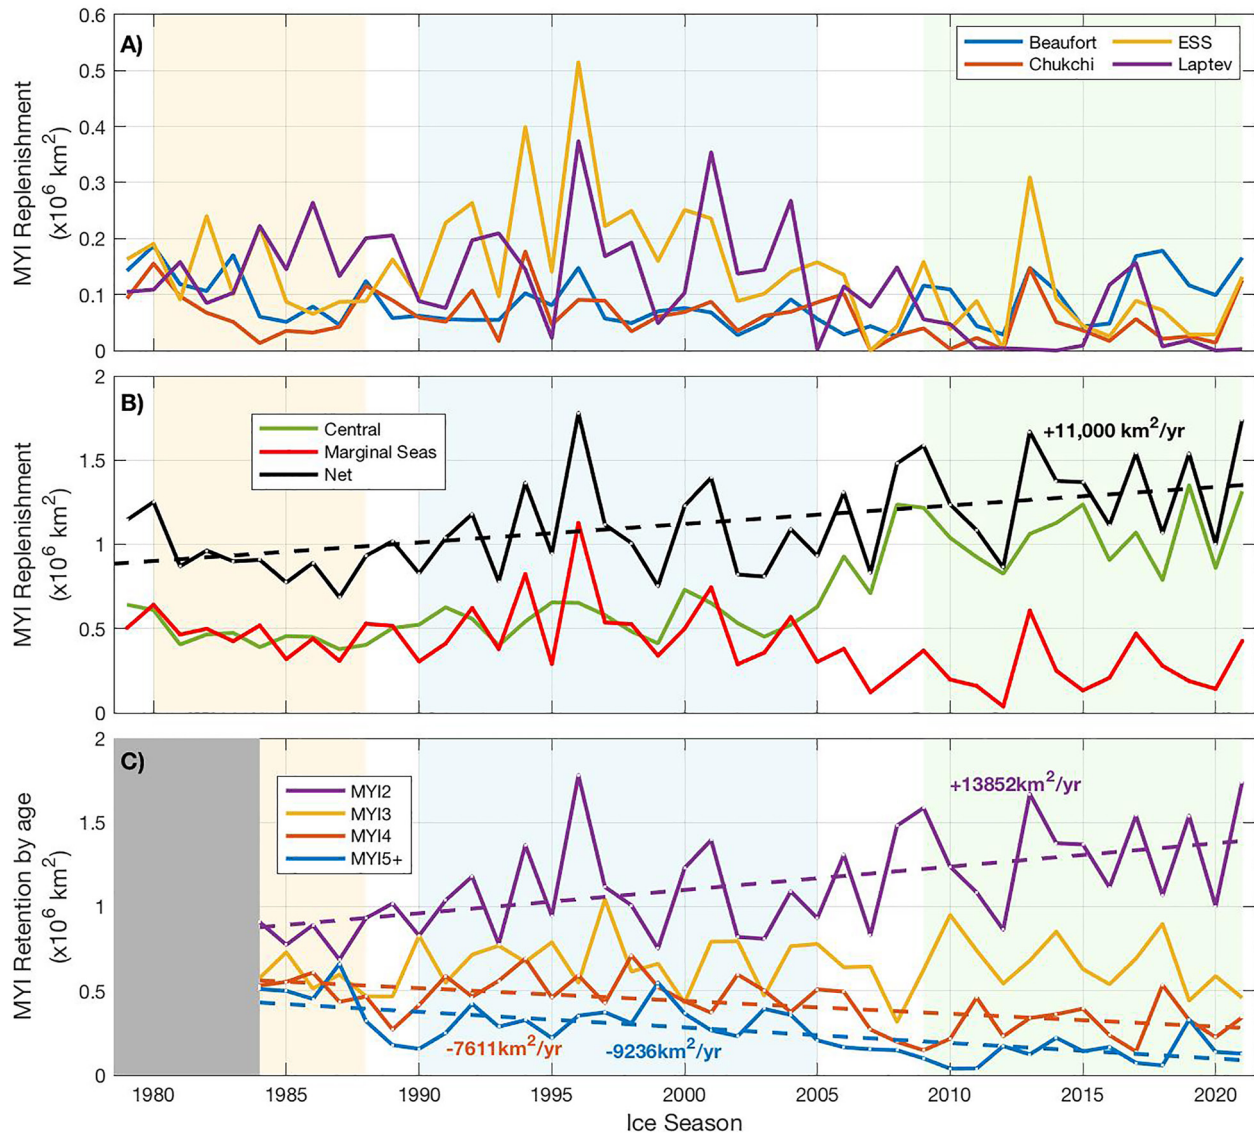 A)
MYI Replenishment
(x10⁶ km²)
0.6
0.5
0.4
0.3
0.2
0.1
0
Beaufort
ESS
Chukchi
Laptev
B)
MYI Replenishment
(x10⁶ km²)
2
1.5
1
0.5
0
Central
Marginal Seas
Net
+11,000 km²/yr
C)
MYI Retention by age
(x10⁶ km²)
2
1.5
1
0.5
0
MYI2
MYI3
MYI4
MYI5+
+13852km²/yr
-7611km²/yr
-9236km²/yr
1980 1985 1990 1995 2000 2005 2010 2015 2020
Ice Season